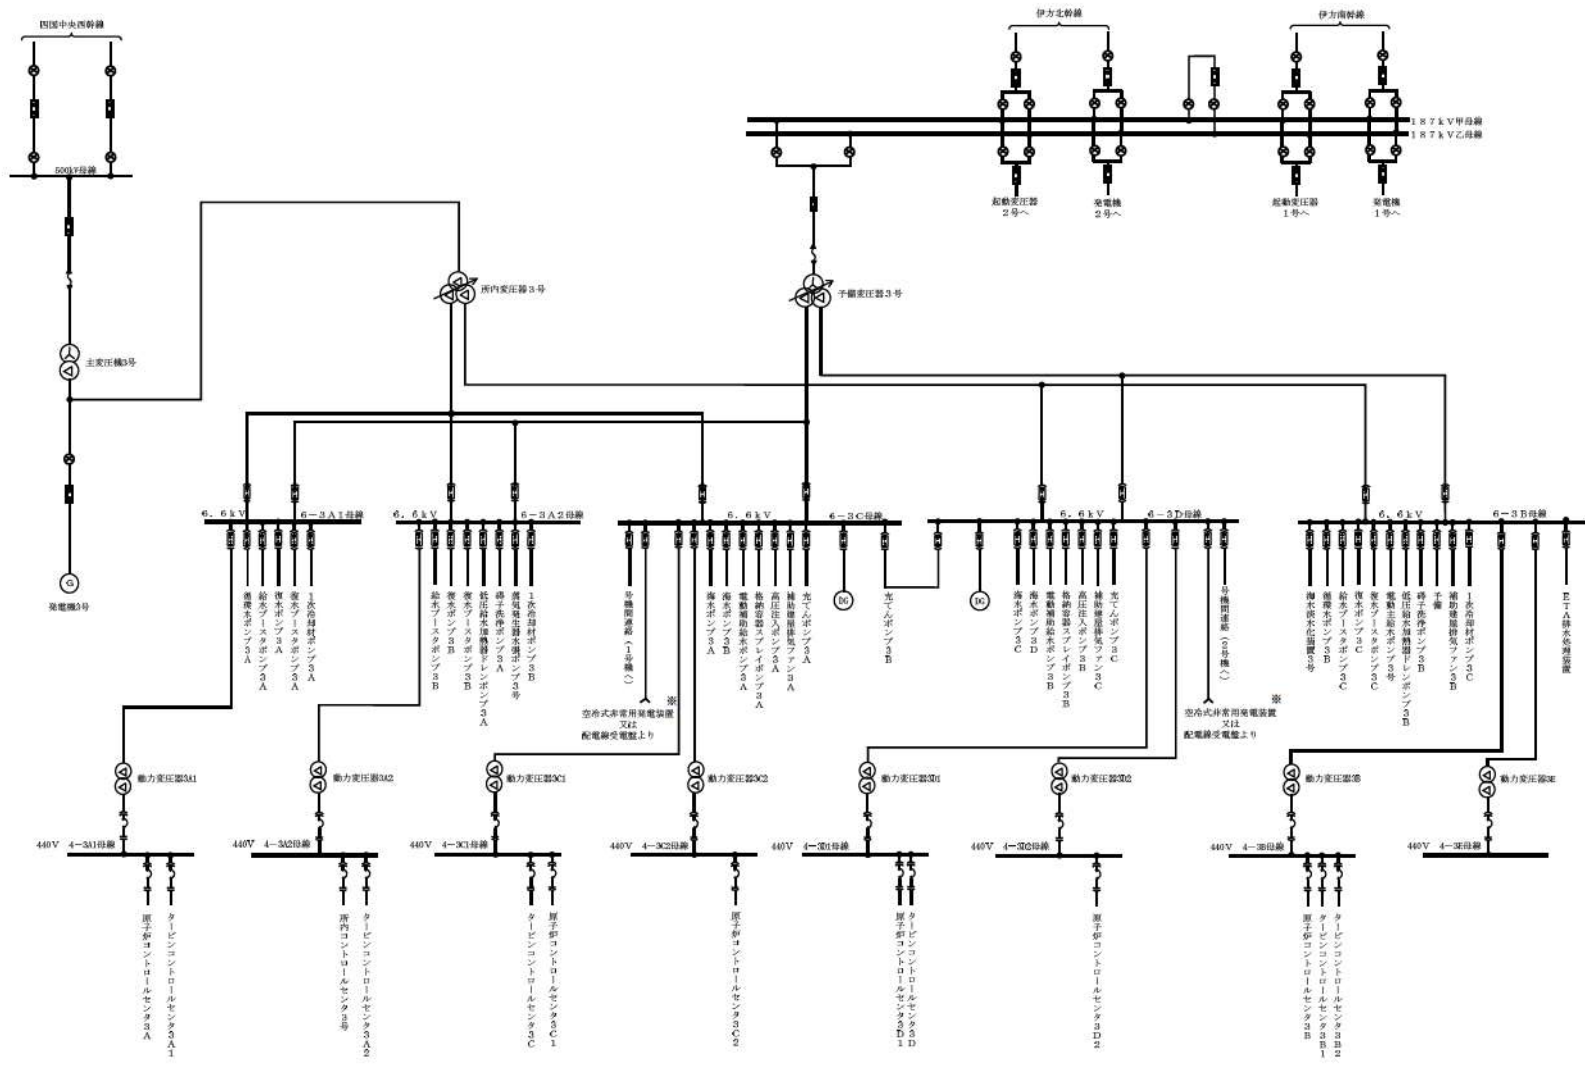 四国中央西幹線
500kV母線
伊方北幹線
伊方南幹線
187kV甲母線
187kV乙母線
起動変圧器
2号へ
発電機
2号へ
起動変圧器
1号へ
発電機
1号へ
所内変圧器3号
予備変圧器3号
主変圧機3号
G
発電機3号
6.6kV
6-3A1母線
6.6kV
6-3A2母線
6.6kV
6-3C母線
6.6kV
6-3D母線
6.6kV
6-3B母線
循環水ポンプ3A
給水ブースタポンプ3A
復水ポンプ3A
復水ブースタポンプ3A
1次冷却材ポンプ3A
給水ブースタポンプ3B
復水ポンプ3B
復水ブースタポンプ3B
低圧給水加熱器ドレンポンプ3A
碍子洗浄ポンプ3A
蒸気発生器水張ポンプ3号
1次冷却材ポンプ3B
号機間連絡(1号機へ)
海水ポンプ3A
海水ポンプ3B
電動補助給水ポンプ3A
格納容器スプレイポンプ3A
高圧注入ポンプ3A
補助建屋排気ファン3A
充てんポンプ3A
DG
充てんポンプ3B
DG
海水ポンプ3C
海水ポンプ3D
電動補助給水ポンプ3B
格納容器スプレイポンプ3B
高圧注入ポンプ3B
補助建屋排気ファン3C
充てんポンプ3C
号機間連絡(2号機へ)
海水淡水化装置3号
循環水ポンプ3B
給水ブースタポンプ3C
復水ポンプ3C
復水ブースタポンプ3C
電動主給水ポンプ3号
低圧給水加熱器ドレンポンプ3B
碍子洗浄ポンプ3B
予備
補助建屋排気ファン3B
1次冷却材ポンプ3C
ETA排水処理装置
※
空冷式非常用発電装置
又は
配電線受電盤より
※
空冷式非常用発電装置
又は
配電線受電盤より
動力変圧器3A1
動力変圧器3A2
動力変圧器3C1
動力変圧器3C2
動力変圧器3D1
動力変圧器3D2
動力変圧器3B
動力変圧器3E
440V 4-3A1母線
440V 4-3A2母線
440V 4-3C1母線
440V 4-3C2母線
440V 4-3D1母線
440V 4-3D2母線
440V 4-3B母線
440V 4-3E母線
原子炉コントロールセンタ3A
タービンコントロールセンタ3A1
所内コントロールセンタ3号
タービンコントロールセンタ3A2
タービンコントロールセンタ3C
原子炉コントロールセンタ3C1
原子炉コントロールセンタ3C2
原子炉コントロールセンタ3D1
タービンコントロールセンタ3D
原子炉コントロールセンタ3D2
原子炉コントロールセンタ3B
タービンコントロールセンタ3B1
タービンコントロールセンタ3B2